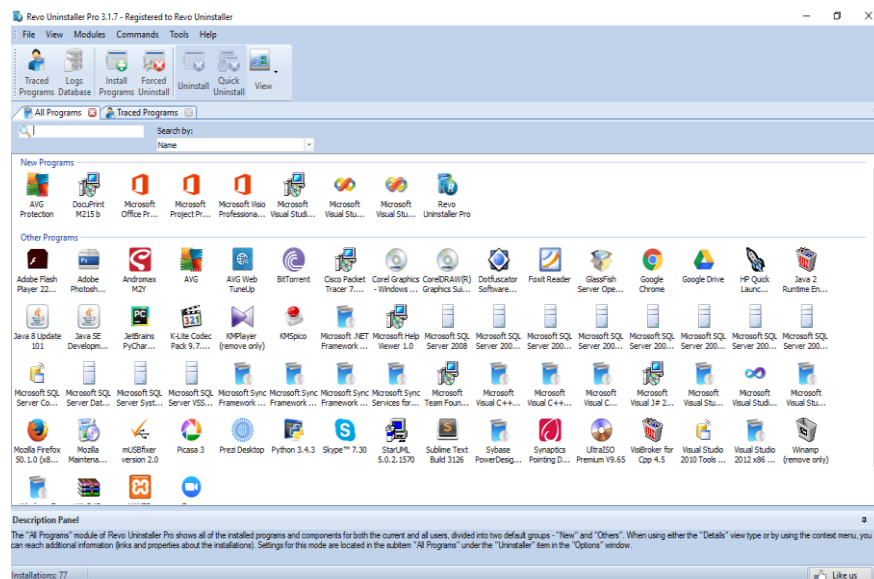 Revo Uninstaller Pro 3.1.7 - Registered to Revo Uninstaller
File View Modules Commands Tools Help
Traced Programs Logs Database Install Programs Forced Uninstall Uninstall Quick Uninstall View
All Programs Traced Programs
Search by:
Name
New Programs
AVG DocuPrint Microsoft Microsoft Microsoft Visio Microsoft Microsoft Microsoft Revo
Protection M215 b Office Pr... Project Pr... Professiona... Visual Studi... Visual Stu... Visual Stu... Uninstaller Pro
Other Programs
Adobe Flash Adobe Andromax AVG AVG Web BitTorrent Cisco Packet Corel Graphics CorelDRAW(R) Dotfuscator Foxit Reader GlassFish Google Google Drive HP Quick Java 2
Player 22... Photosh... M2Y TuneUp Tracer 7.... - Windows ... Graphics Sui... Software... Server Ope... Chrome Launc... Runtime En...
Java 8 Update Java SE JetBrains K-Lite Codec KMPlayer KMSpico Microsoft .NET Microsoft Help Microsoft SQL Microsoft SQL Microsoft SQL Microsoft SQL Microsoft SQL Microsoft SQL Microsoft SQL Microsoft SQL
101 Developm... PyChar... Pack 9.7.... (remove only) Framework ... Viewer 1.0 Server 2008 Server 200... Server 200... Server 200... Server 200... Server 200... Server 200... Server 200...
Microsoft SQL Microsoft SQL Microsoft SQL Microsoft SQL Microsoft Sync Microsoft Sync Microsoft Sync Microsoft Sync Microsoft Microsoft Microsoft Microsoft Microsoft Microsoft Microsoft Microsoft
Server Co... Server Dat... Server Syst... Server VSS... Framework ... Framework ... Framework ... Services for... Team Foun... Visual C++... Visual C++... Visual C... Visual J# 2... Visual Stu... Visual Studi... Visual Stu...
Mozilla Firefox Mozilla mUSBfixer Picasa 3 Prezi Desktop Python 3.4.3 Skype™ 7.30 StarUML Sublime Text Sybase Synaptics UltraISO VisiBroker for Visual Studio Visual Studio Winamp
50.1.0 (x8... Maintena... version 2.0 5.0.2.1570 Build 3126 PowerDesig... Pointing D... Premium V9.65 Cpp 4.5 2010 Tools ... 2012 x86 ... (remove only)
Description Panel
The "All Programs" module of Revo Uninstaller Pro shows all of the installed programs and components for both the current and all users, divided into two default groups - "New" and "Others". When using either the "Details" view type or by using the context menu, you
can reach additional information (links and properties about the installations). Settings for this mode are located in the subitem "All Programs" under the "Uninstaller" item in the "Options" window.
Installations: 77
Like us